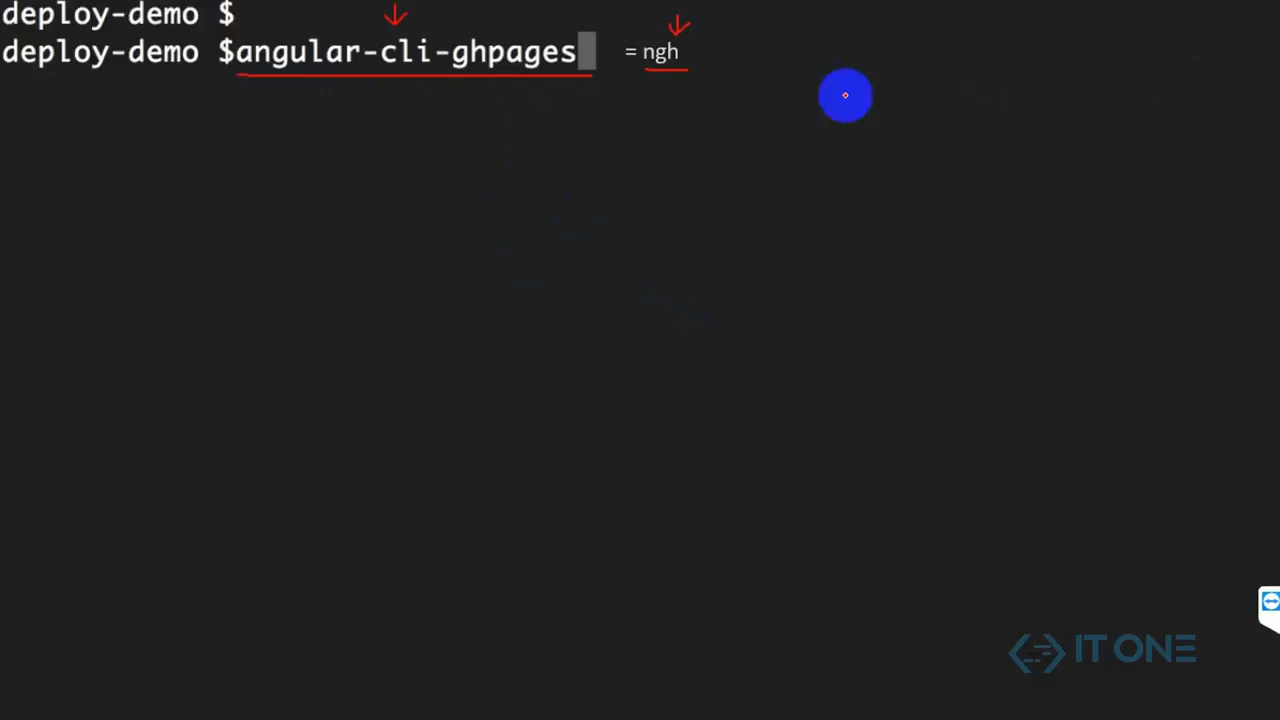 deploy-demo $
deploy-demo $angular-cli-ghpages = ngh
IT ONE